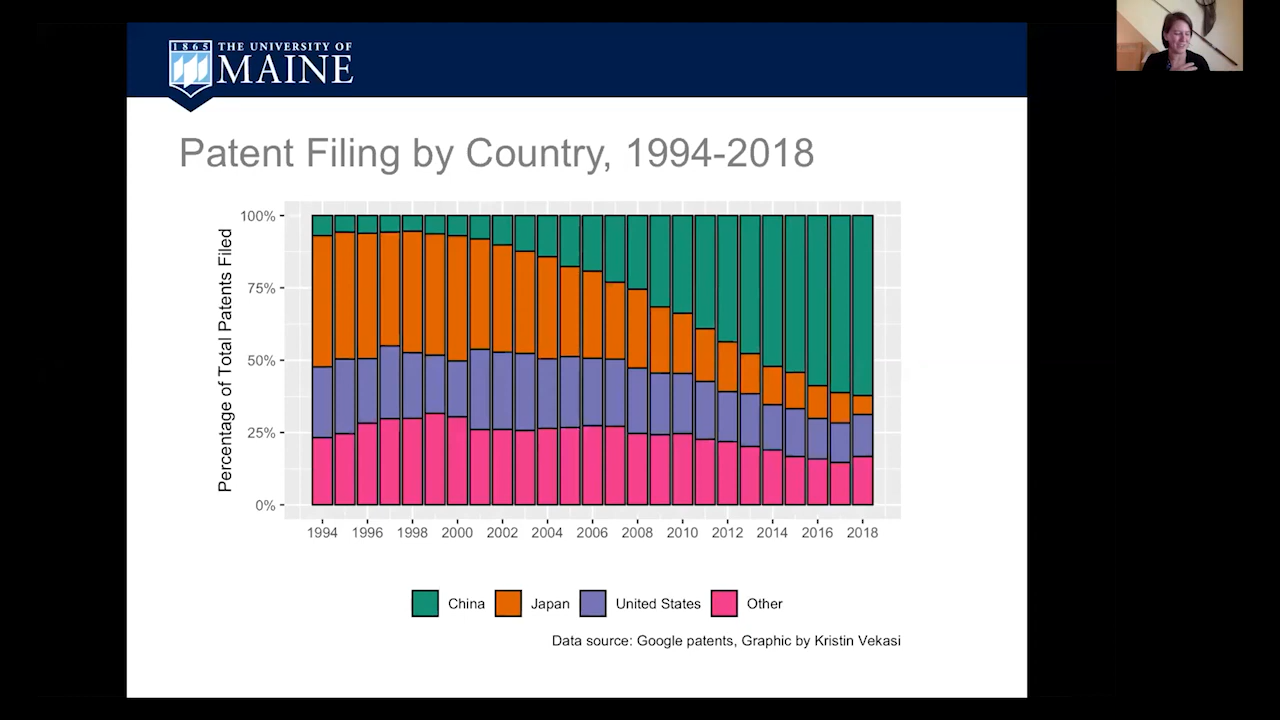 1865 THE UNIVERSITY OF
MAINE
Patent Filing by Country, 1994-2018
Percentage of Total Patents Filed
100%
75%
50%
25%
0%
1994 1996 1998 2000 2002 2004 2006 2008 2010 2012 2014 2016 2018
China Japan United States Other
Data source: Google patents, Graphic by Kristin Vekasi